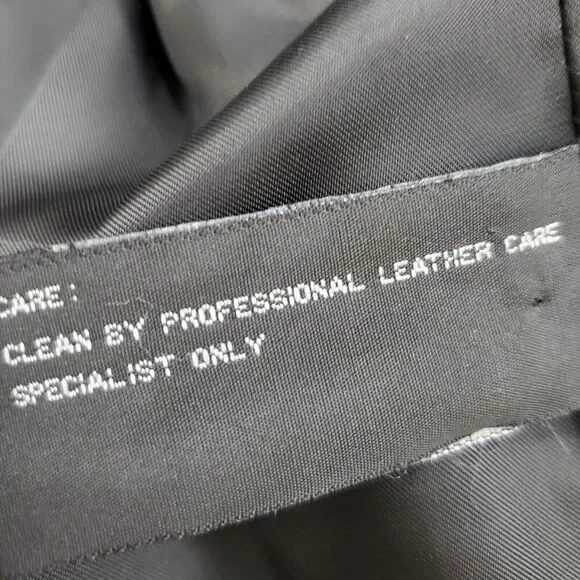 CARE:
CLEAN BY PROFESSIONAL LEATHER CARE
SPECIALIST ONLY